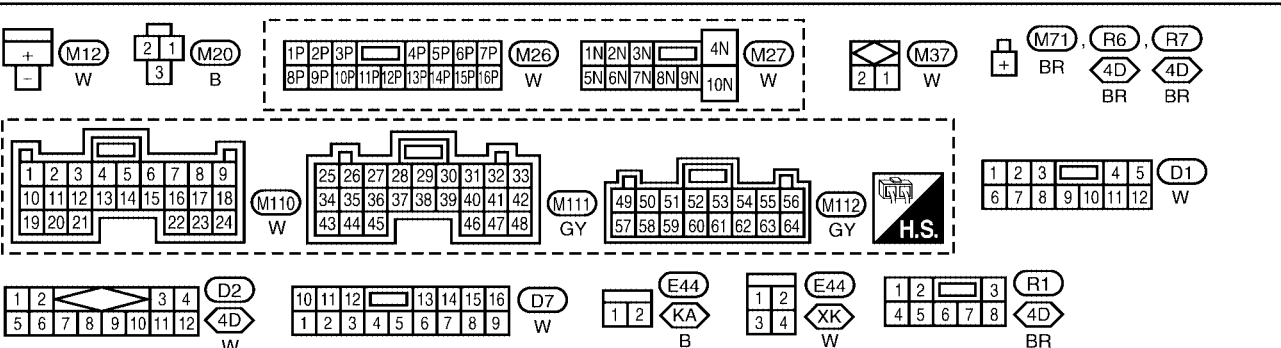 + M12 2 1 M20 1P 2P 3P 4P 5P 6P 7P M26 1N 2N 3N 4N M27 M37 + M71 , R6 , R7
- W 3 B 8P 9P 10P 11P 12P 13P 14P 15P 16P W 5N 6N 7N 8N 9N 10N W 2 1 W BR 4D 4D
BR BR
1 2 3 4 5 6 7 8 9 25 26 27 28 29 30 31 32 33 1 2 3 4 5 D1
10 11 12 13 14 15 16 17 18 M110 34 35 36 37 38 39 40 41 42 M111 49 50 51 52 53 54 55 56 M112 6 7 8 9 10 11 12 W
19 20 21 22 23 24 W 43 44 45 46 47 48 GY 57 58 59 60 61 62 63 64 GY H.S.
1 2 3 4 D2 10 11 12 13 14 15 16 D7 E44 1 2 E44 1 2 3 R1
5 6 7 8 9 10 11 12 4D 1 2 3 4 5 6 7 8 9 W 1 2 KA 3 4 XK 4 5 6 7 8 4D
W B W BR